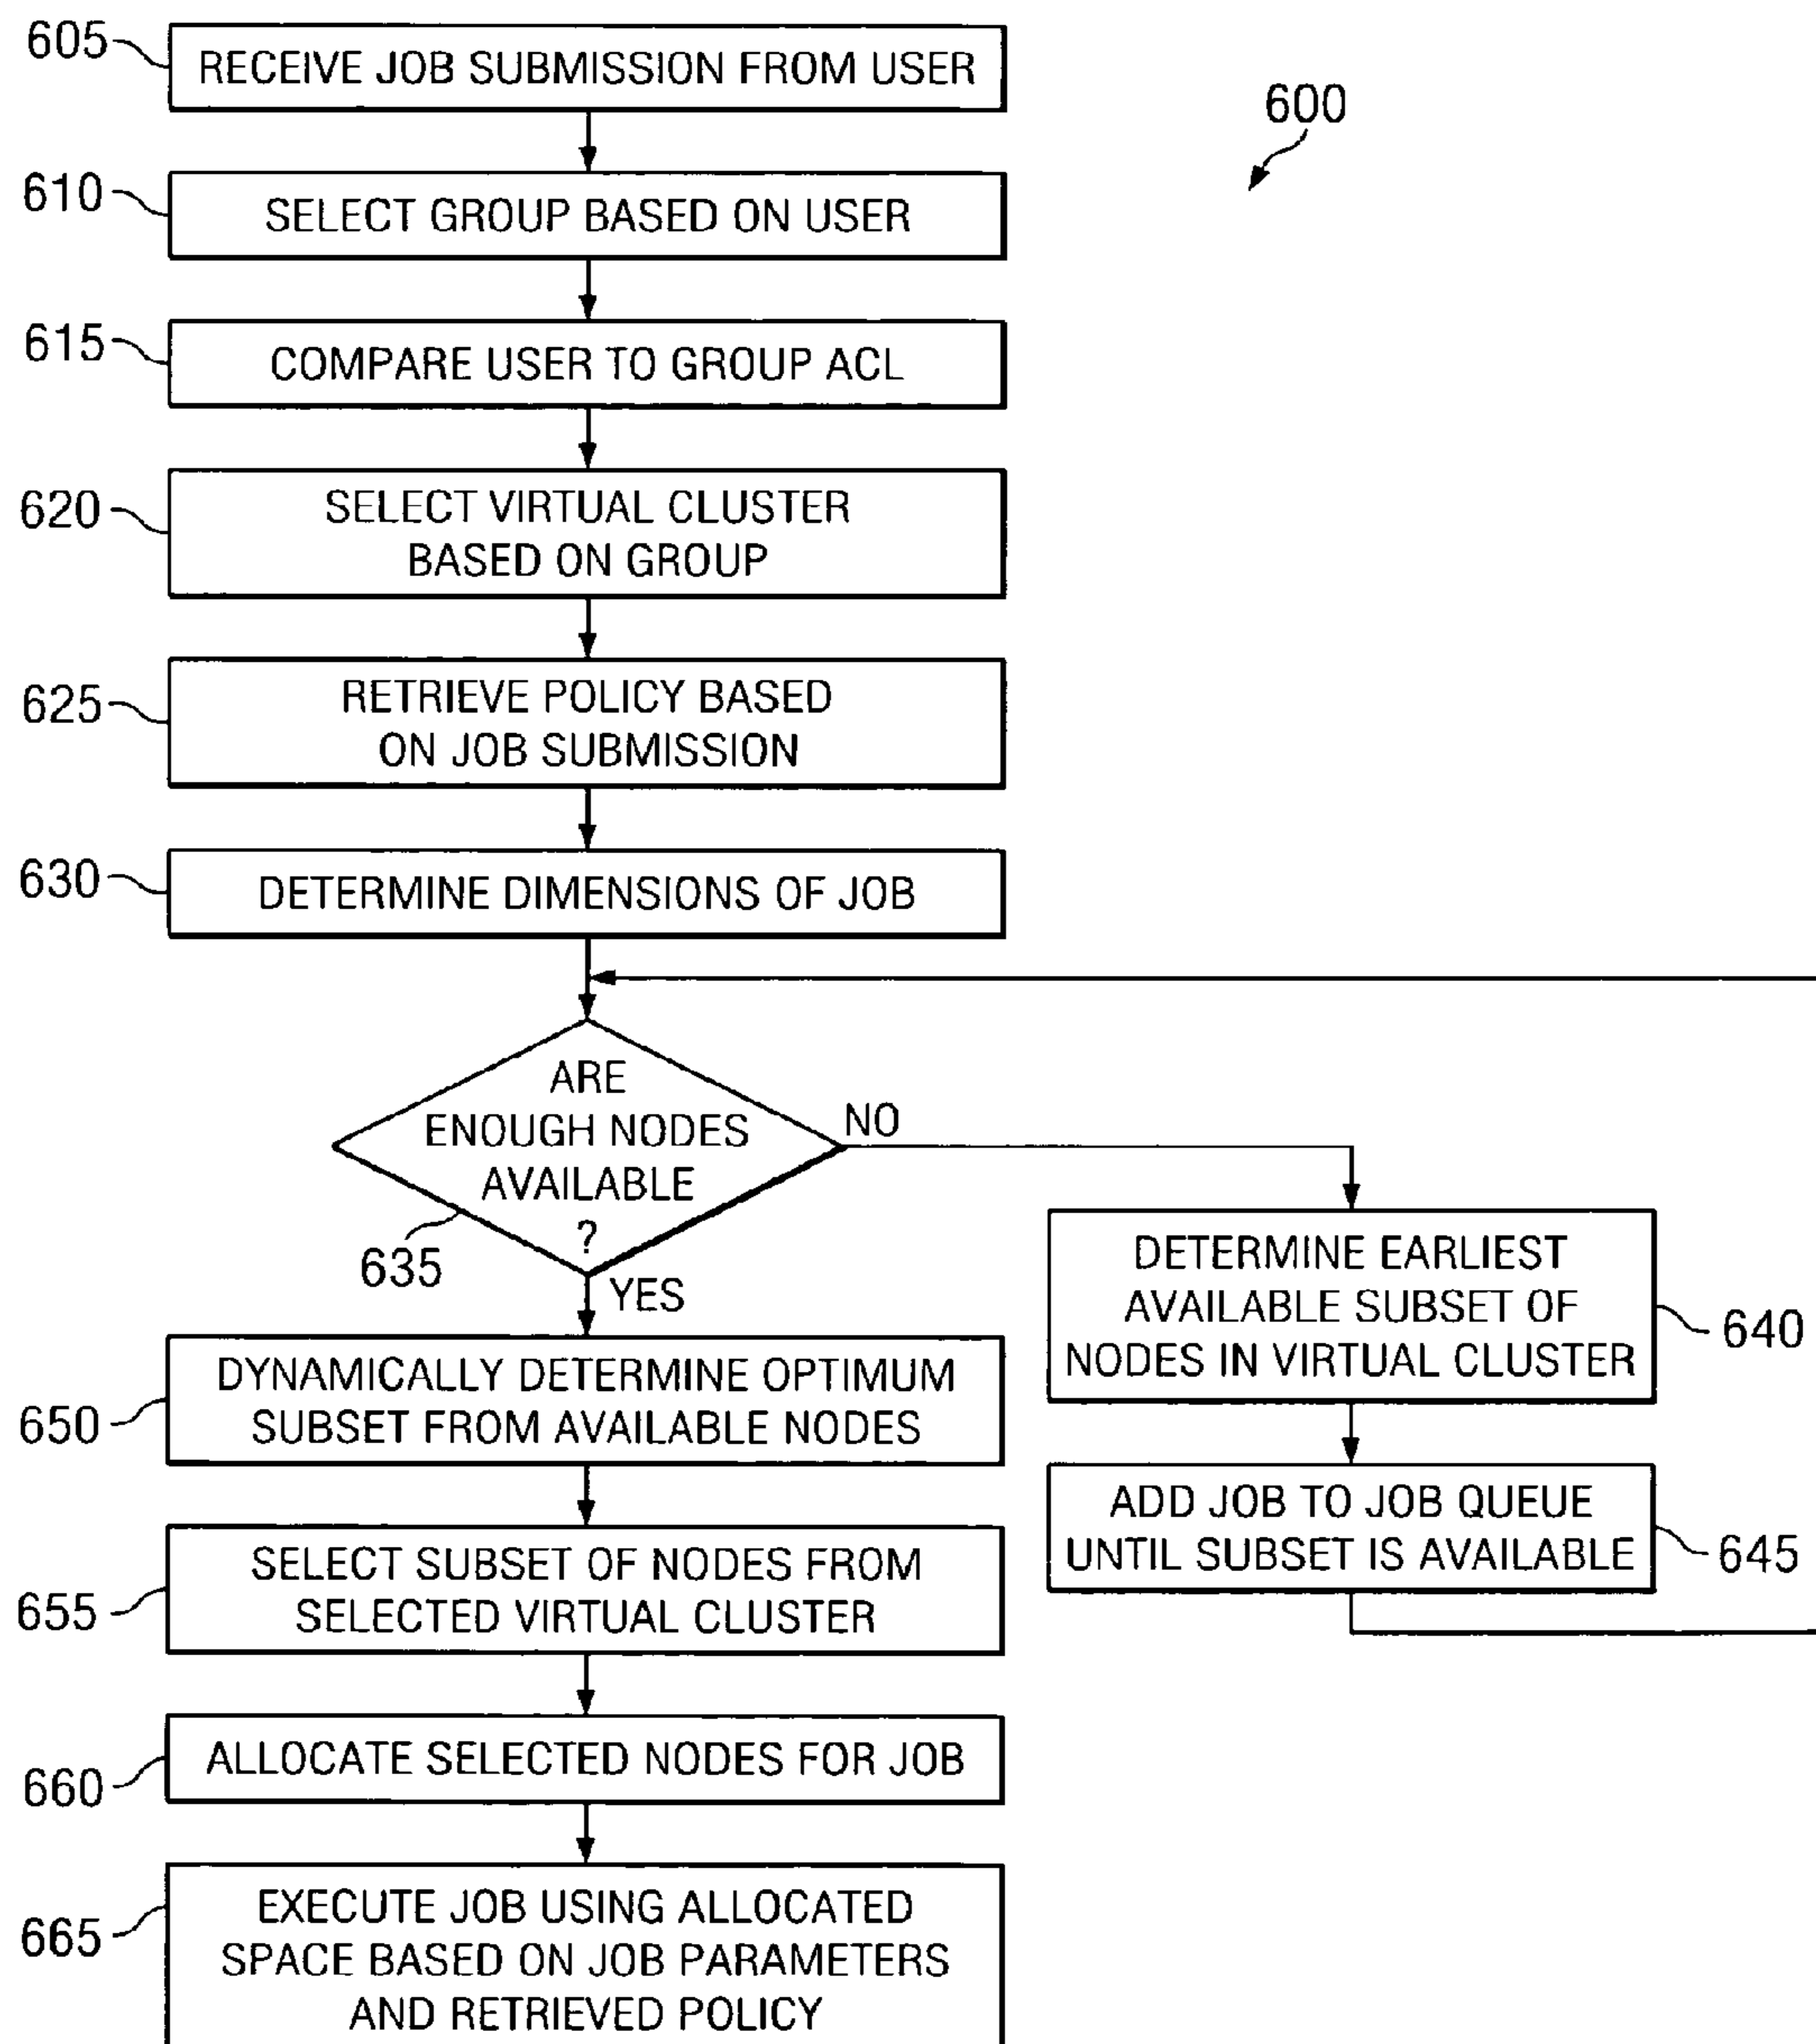 605
RECEIVE JOB SUBMISSION FROM USER
600
610
SELECT GROUP BASED ON USER
615
COMPARE USER TO GROUP ACL
620
SELECT VIRTUAL CLUSTER
BASED ON GROUP
625
RETRIEVE POLICY BASED
ON JOB SUBMISSION
630
DETERMINE DIMENSIONS OF JOB
ARE
ENOUGH NODES
AVAILABLE
?
635
NO
YES
DETERMINE EARLIEST
AVAILABLE SUBSET OF
NODES IN VIRTUAL CLUSTER
640
ADD JOB TO JOB QUEUE
UNTIL SUBSET IS AVAILABLE
645
650
DYNAMICALLY DETERMINE OPTIMUM
SUBSET FROM AVAILABLE NODES
655
SELECT SUBSET OF NODES FROM
SELECTED VIRTUAL CLUSTER
660
ALLOCATE SELECTED NODES FOR JOB
665
EXECUTE JOB USING ALLOCATED
SPACE BASED ON JOB PARAMETERS
AND RETRIEVED POLICY